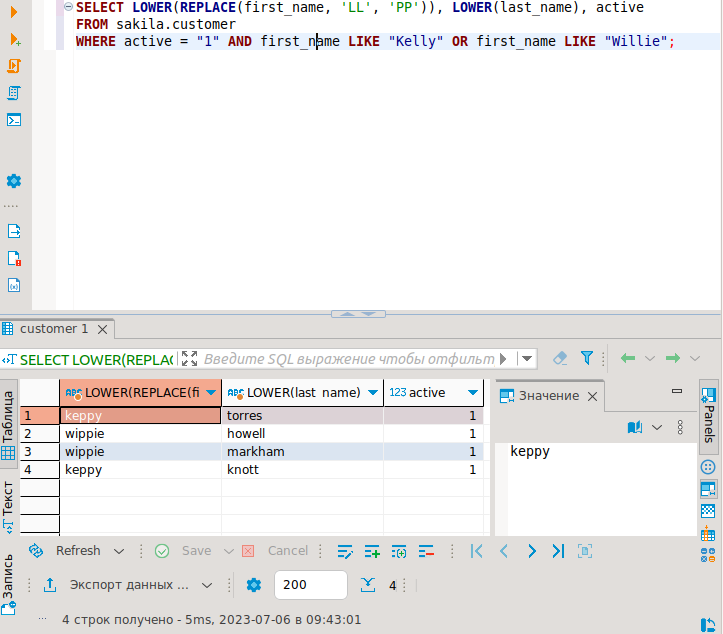 SELECT LOWER(REPLACE(first_name, 'LL', 'PP')), LOWER(last_name), active
FROM sakila.customer
WHERE active = "1" AND first_name LIKE "Kelly" OR first_name LIKE "Willie";
customer 1
SELECT LOWER(REPLAC
Введите SQL выражение чтобы отфильт
Таблица
Текст
Запись
LOWER(REPLACE(fi
LOWER(last_name)
123 active
1 keppy torres 1
2 wippie howell 1
3 wippie markham 1
4 keppy knott 1
Значение
keppy
Panels
Refresh Save Cancel
Экспорт данных ... 200 4
4 строк получено - 5ms, 2023-07-06 в 09:43:01